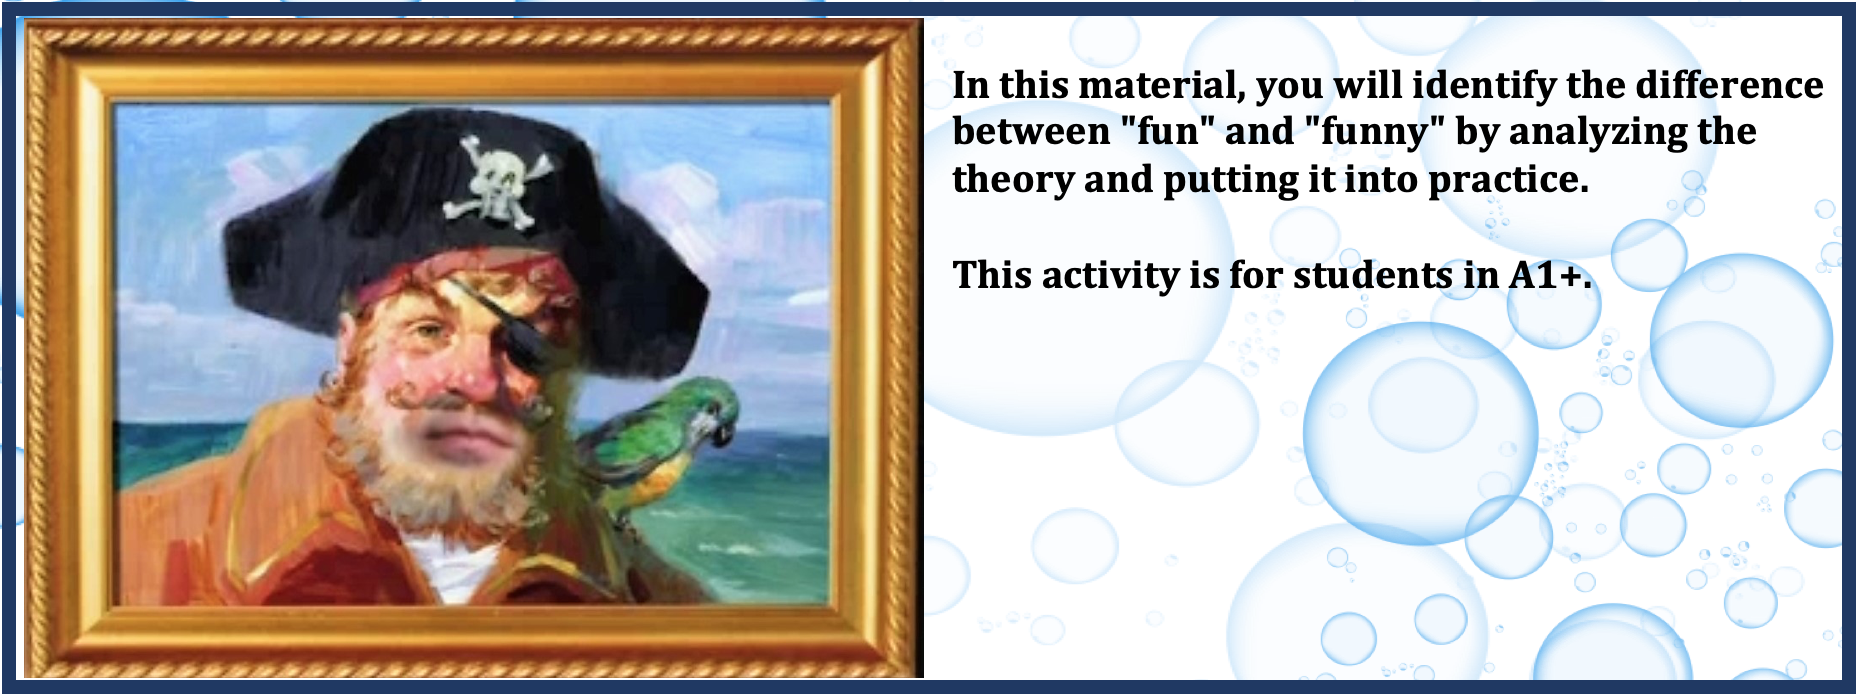 In this material, you will identify the difference
between "fun" and "funny" by analyzing the
theory and putting it into practice.
This activity is for students in A1+.